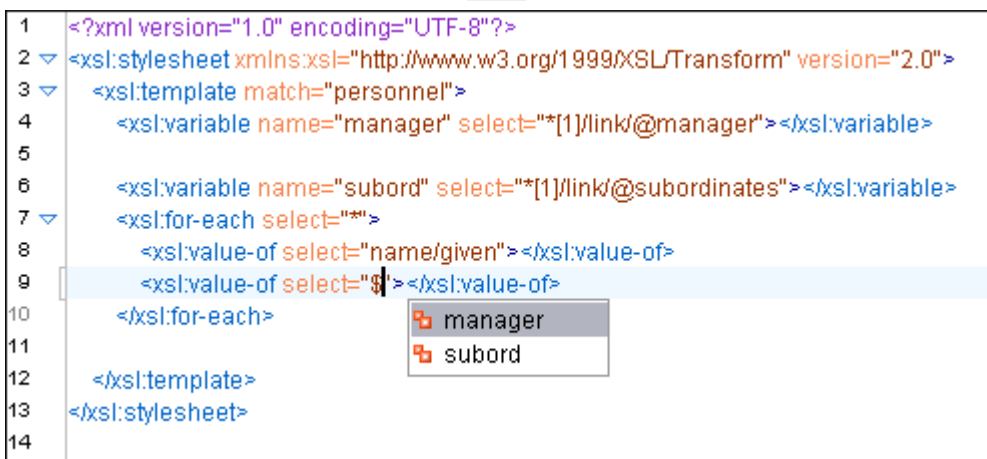 1 <?xml version="1.0" encoding="UTF-8"?>
2 <xsl:stylesheet xmlns:xsl="http://www.w3.org/1999/XSL/Transform" version="2.0">
3 <xsl:template match="personnel">
4 <xsl:variable name="manager" select="*[1]/link/@manager"></xsl:variable>
5
6 <xsl:variable name="subord" select="*[1]/link/@subordinates"></xsl:variable>
7 <xsl:for-each select="*">
8 <xsl:value-of select="name/given"></xsl:value-of>
9 <xsl:value-of select="$"></xsl:value-of>
10 </xsl:for-each>
manager
11
subord
12 </xsl:template>
13 </xsl:stylesheet>
14